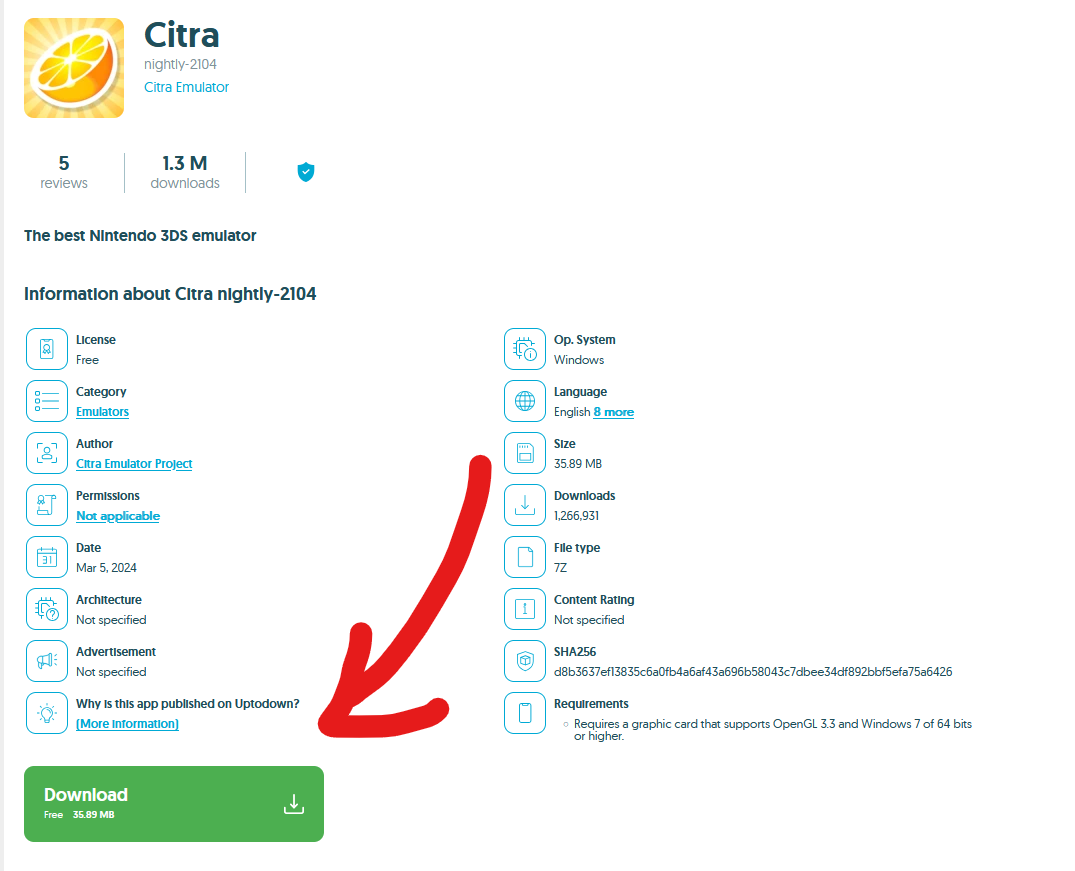 Citra
nightly-2104
Citra Emulator
5
reviews
1.3 M
downloads
The best Nintendo 3DS emulator
Information about Citra nightly-2104
License
Free
Category
Emulators
Author
Citra Emulator Project
Permissions
Not applicable
Date
31
Mar 5, 2024
Architecture
Not specified
Advertisement
Not specified
Why is this app published on Uptodown?
(More information)
Op. System
Windows
Language
English 8 more
Size
35.89 MB
Downloads
1,266,931
File type
7Z
Content Rating
Not specified
SHA256
d8b3637ef13835c6a0fb4a6af43a696b58043c7dbee34df892bbf5efa75a6426
Requirements
Requires a graphic card that supports OpenGL 3.3 and Windows 7 of 64 bits
or higher.
Download
Free 35.89 MB